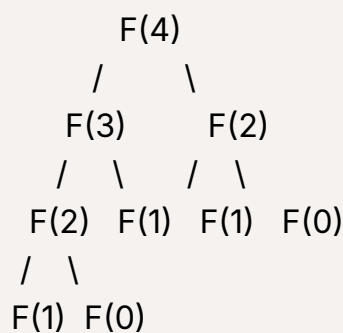 F(4)
/ \
F(3) F(2)
/ \ / \
F(2) F(1) F(1) F(0)
/ \
F(1) F(0)